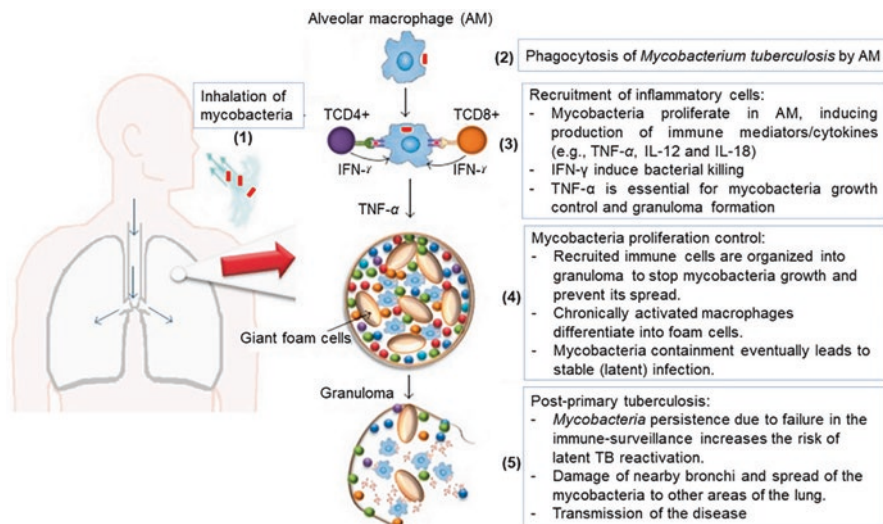 Alveolar macrophage (AM)
(2)
Phagocytosis of Mycobacterium tuberculosis by AM
Inhalation of
mycobacteria
(1)
TCD4+
TCD8+
IFN-γ
IFN-γ
TNF-α
(3)
Recruitment of inflammatory cells:
- Mycobacteria proliferate in AM, inducing
production of immune mediators/cytokines
(e.g., TNF-α, IL-12 and IL-18)
- IFN-γ induce bacterial killing
- TNF-α is essential for mycobacteria growth
control and granuloma formation
Giant foam
cells
(4)
Mycobacteria proliferation control:
- Recruited immune cells are organized into
granuloma to stop mycobacteria growth and
prevent its spread.
- Chronically activated macrophages
differentiate into foam cells.
- Mycobacteria containment eventually leads to
stable (latent) infection.
Granuloma
(5)
Post-primary tuberculosis:
- Mycobacteria persistence due to failure in the
immune-surveillance increases the risk of
latent TB reactivation.
- Damage of nearby bronchi and spread of the
mycobacteria to other areas of the lung.
- Transmission of the disease